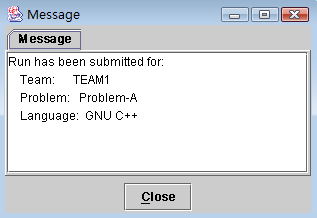 Message
Message
Run has been submitted for:
Team: TEAM1
Problem: Problem-A
Language: GNU C++
Close